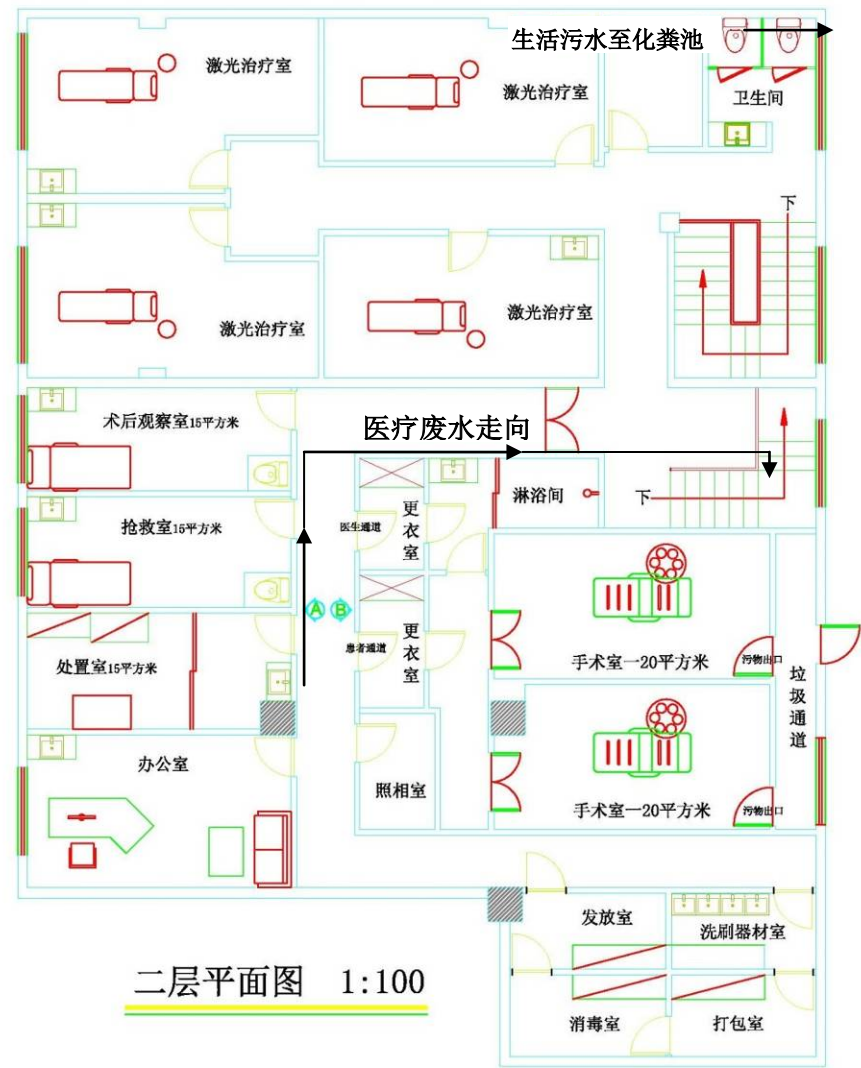 生活污水至化粪池
激光治疗室
激光治疗室
卫生间
下
激光治疗室
激光治疗室
术后观察室15平方米
医疗废水走向
抢救室15平方米
医生通道
更衣室
淋浴间
下
A B
处置室15平方米
患者通道
更衣室
手术室一20平方米
污物出口
垃圾通道
办公室
照相室
手术室一20平方米
污物出口
发放室
洗刷器材室
二层平面图 1:100
消毒室
打包室